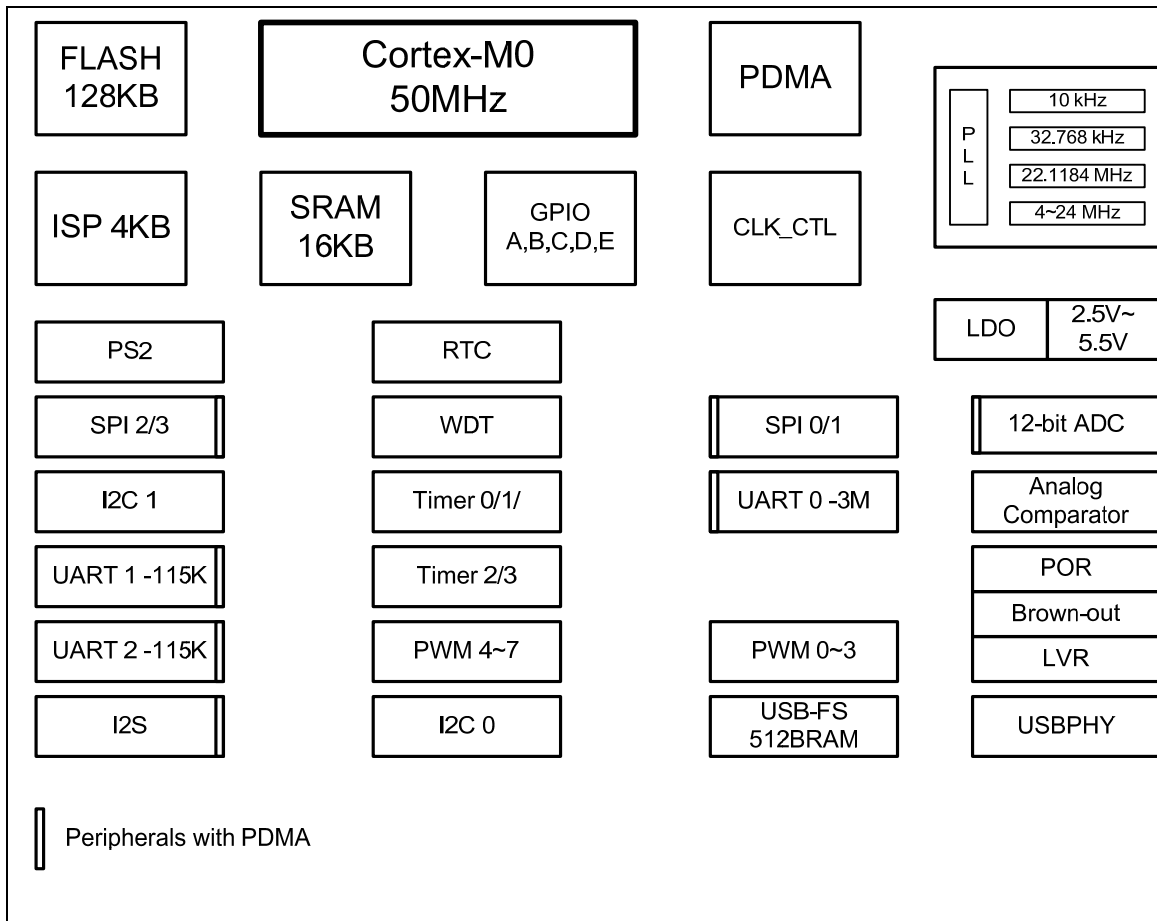 FLASH
128KB
Cortex-M0
50MHz
PDMA
P
L
L
10 kHz
32.768 kHz
22.1184 MHz
4~24 MHz
ISP 4KB
SRAM
16KB
GPIO
A,B,C,D,E
CLK_CTL
LDO
2.5V~
5.5V
PS2
RTC
SPI 2/3
WDT
SPI 0/1
12-bit ADC
I2C 1
Timer 0/1/
UART 0 -3M
Analog
Comparator
UART 1 -115K
Timer 2/3
POR
Brown-out
UART 2 -115K
PWM 4~7
PWM 0~3
LVR
I2S
I2C 0
USB-FS
512BRAM
USBPHY
Peripherals with PDMA